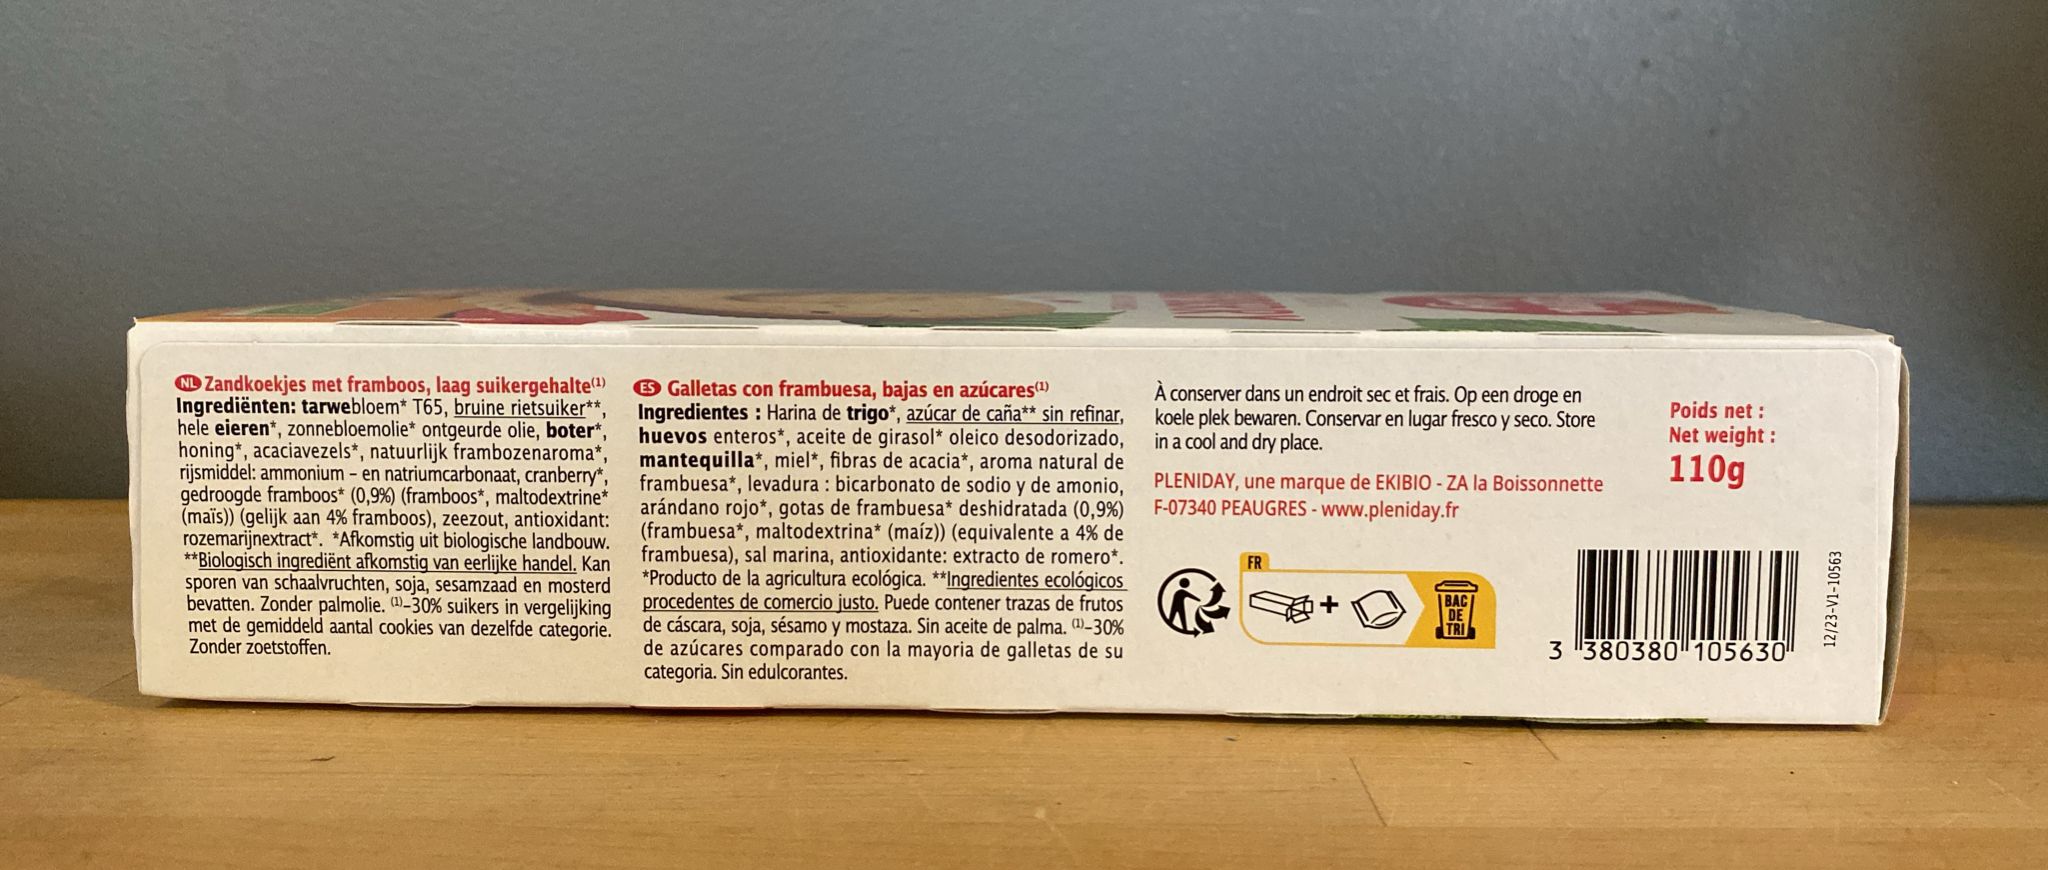 NL Zandkoekjes met framboos, laag suikergehalte(1)
Ingrediënten: tarwebloem* T65, bruine rietsuiker**,
hele eieren*, zonnebloemolie* ontgeurde olie, boter*,
honing*, acaciavezels*, natuurlijk frambozenaroma*,
rijsmiddel: ammonium – en natriumcarbonaat, cranberry*,
gedroogde framboos* (0,9%) (framboos*, maltodextrine*
(maïs)) (gelijk aan 4% framboos), zeezout, antioxidant:
rozemarijnextract*. *Afkomstig uit biologische landbouw.
**Biologisch ingrediënt afkomstig van eerlijke handel. Kan
sporen van schaalvruchten, soja, sesamzaad en mosterd
bevatten. Zonder palmolie. (1)-30% suikers in vergelijking
met de gemiddeld aantal cookies van dezelfde categorie.
Zonder zoetstoffen.
ES Galletas con frambuesa, bajas en azúcares(1)
Ingredientes : Harina de trigo*, azúcar de caña** sin refinar,
huevos enteros*, aceite de girasol* oleico desodorizado,
mantequilla*, miel*, fibras de acacia*, aroma natural de
frambuesa*, levadura : bicarbonato de sodio y de amonio,
arándano rojo*, gotas de frambuesa* deshidratada (0,9%)
(frambuesa*, maltodextrina* (maíz)) (equivalente a 4% de
frambuesa), sal marina, antioxidante: extracto de romero*.
*Producto de la agricultura ecológica. **Ingredientes ecológicos
procedentes de comercio justo. Puede contener trazas de frutos
de cáscara, soja, sésamo y mostaza. Sin aceite de palma. (1)-30%
de azúcares comparado con la mayoria de galletas de su
categoria. Sin edulcorantes.
À conserver dans un endroit sec et frais. Op een droge en
koele plek bewaren. Conservar en lugar fresco y seco. Store
in a cool and dry place.
PLENIDAY, une marque de EKIBIO - ZA la Boissonnette
F-07340 PEAUGRES - www.pleniday.fr
FR
+
BAC
DE
TRI
Poids net :
Net weight :
110g
3 380380 105630
12/23-V1-10563